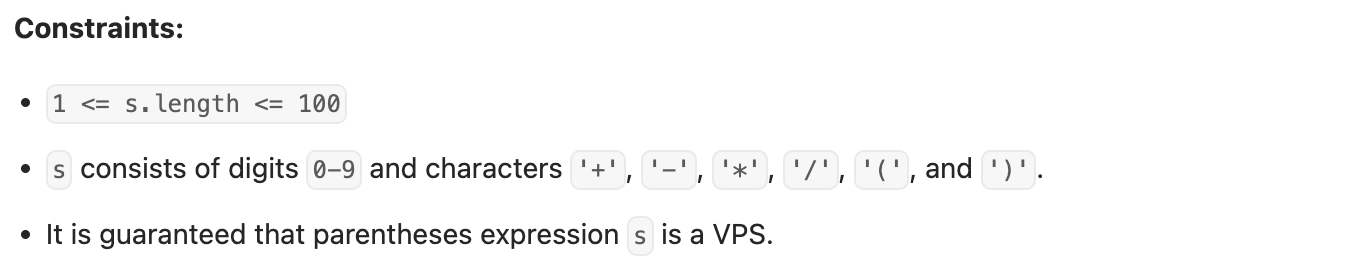 Constraints:
• 1 <= s.length <= 100
• s consists of digits 0-9 and characters '+', '-', '*', '/', '(', and ')'.
• It is guaranteed that parentheses expression s is a VPS.